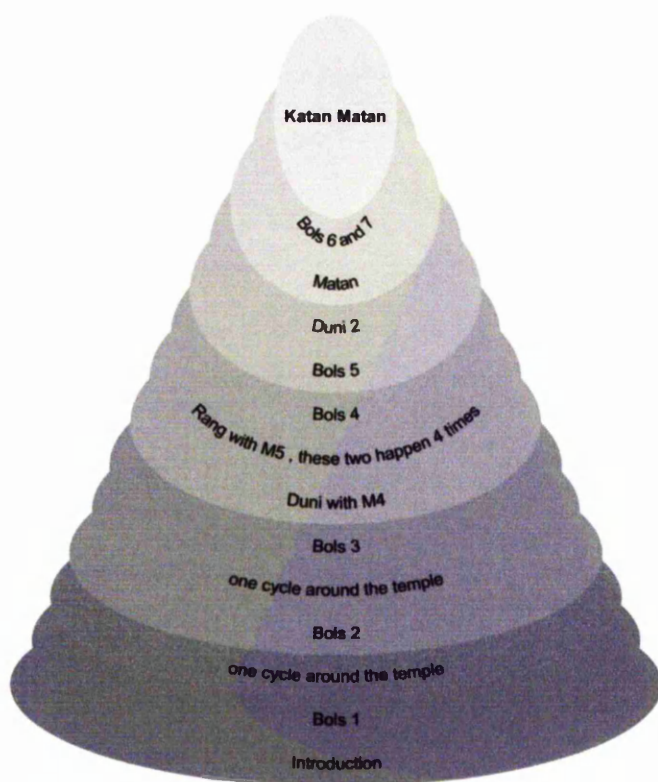 Katan Matan
Bols 6 and 7
Matan
Duni 2
Bols 5
Bols 4
Rang with M5 , these two happen 4 times
Duni with M4
Bols 3
one cycle around the temple
Bols 2
one cycle around the temple
Bols 1
Introduction